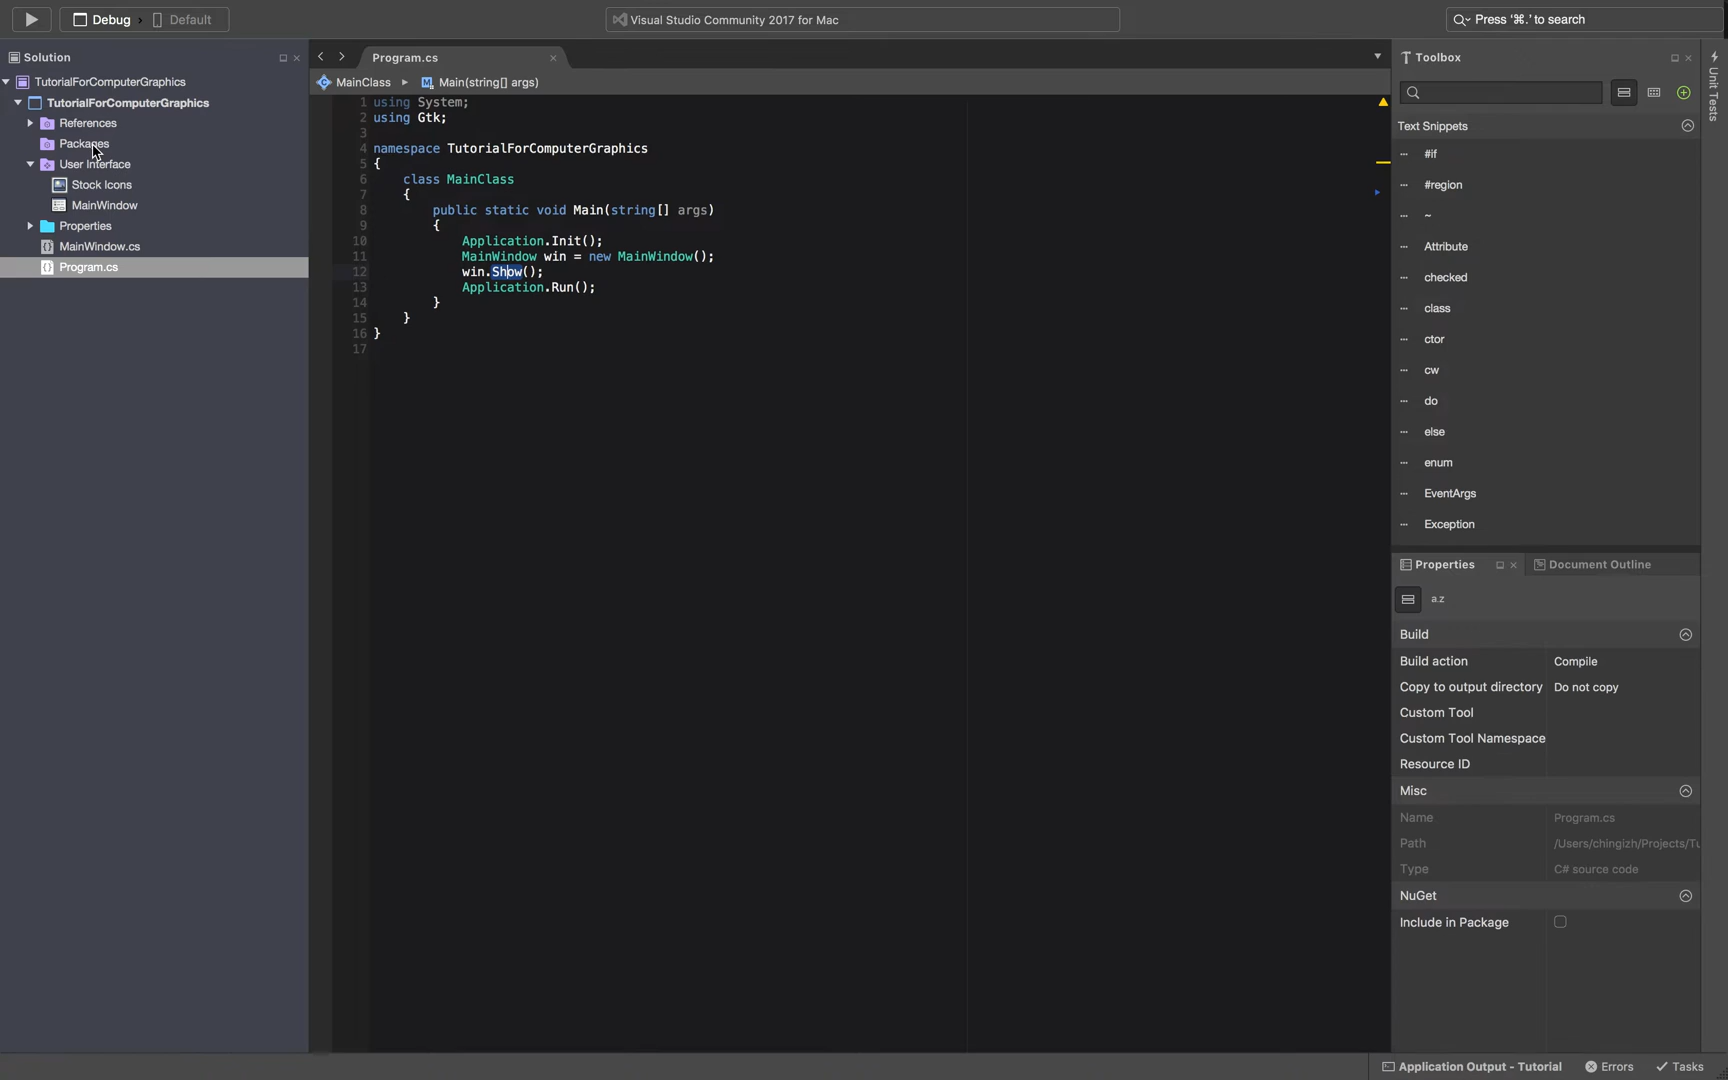 Debug › Default
Visual Studio Community 2017 for Mac
Press '⌘.' to search
Solution
TutorialForComputerGraphics
TutorialForComputerGraphics
References
Packages
User Interface
Stock Icons
MainWindow
Properties
MainWindow.cs
Program.cs
Program.cs
MainClass ▸ Main(string[] args)
1 using System;
2 using Gtk;
3
4 namespace TutorialForComputerGraphics
5 {
6 class MainClass
7 {
8 public static void Main(string[] args)
9 {
10 Application.Init();
11 MainWindow win = new MainWindow();
12 win.Show();
13 Application.Run();
14 }
15 }
16 }
17
Toolbox
Text Snippets
#if
#region
~
Attribute
checked
class
ctor
cw
do
else
enum
EventArgs
Exception
Properties
Document Outline
a.z
Build
Build action Compile
Copy to output directory Do not copy
Custom Tool
Custom Tool Namespace
Resource ID
Misc
Name Program.cs
Path /Users/chingizh/Projects/Tu
Type C# source code
NuGet
Include in Package
Unit Tests
Application Output - Tutorial
Errors
Tasks